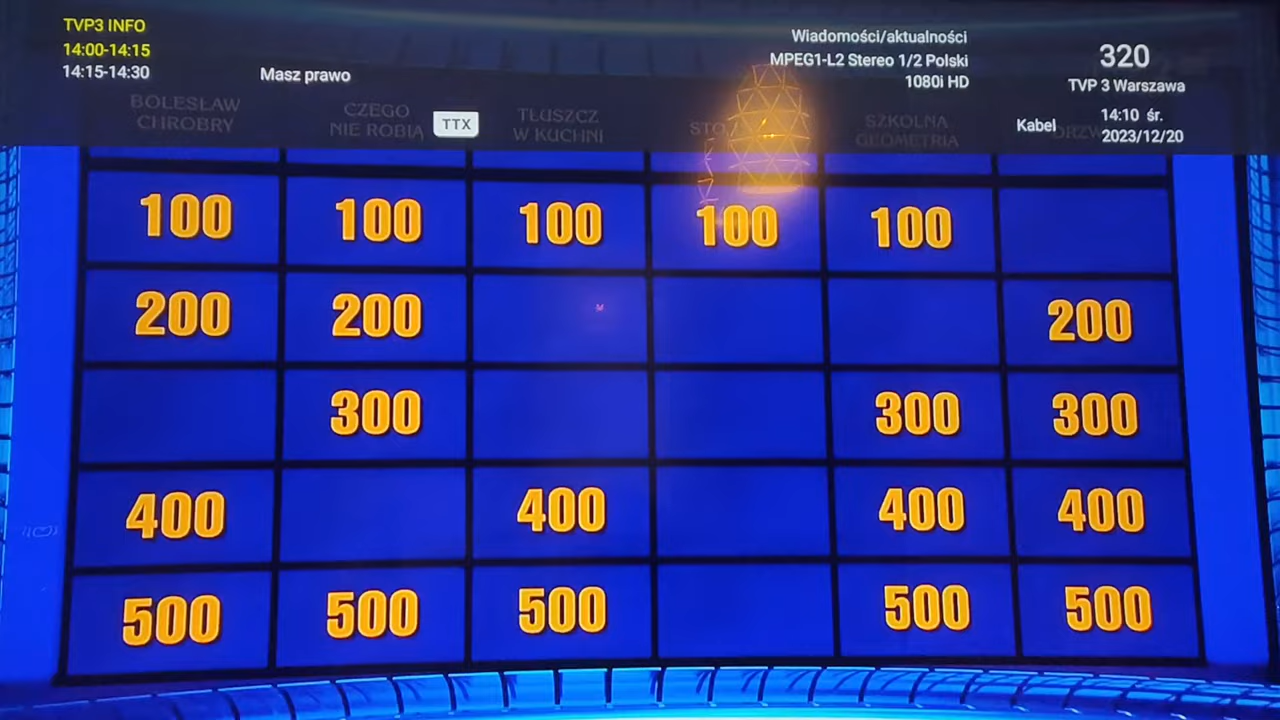 TVP3 INFO
14:00-14:15
14:15-14:30
Masz prawo
Wiadomości/aktualności
MPEG1-L2 Stereo 1/2 Polski
1080i HD
320
TVP 3 Warszawa
Kabel
14:10 śr.
2023/12/20
TTX
BOLESŁAW
CHROBRY
CZEGO
NIE ROBIĄ
TŁUSZCZ
W KUCHNI
SZKOLNA
GEOMETRIA
100 100 100 100 100
200 200 200
300 300 300
400 400 400 400
500 500 500 500 500